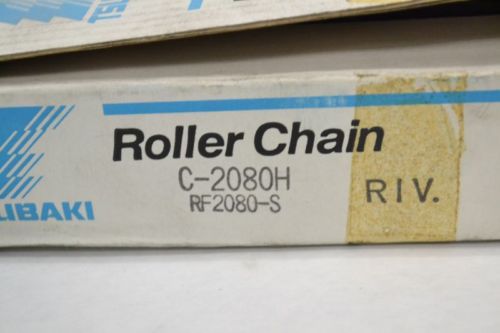 Roller Chain
C-2080H
RF2080-S
RIV.
UBAKI